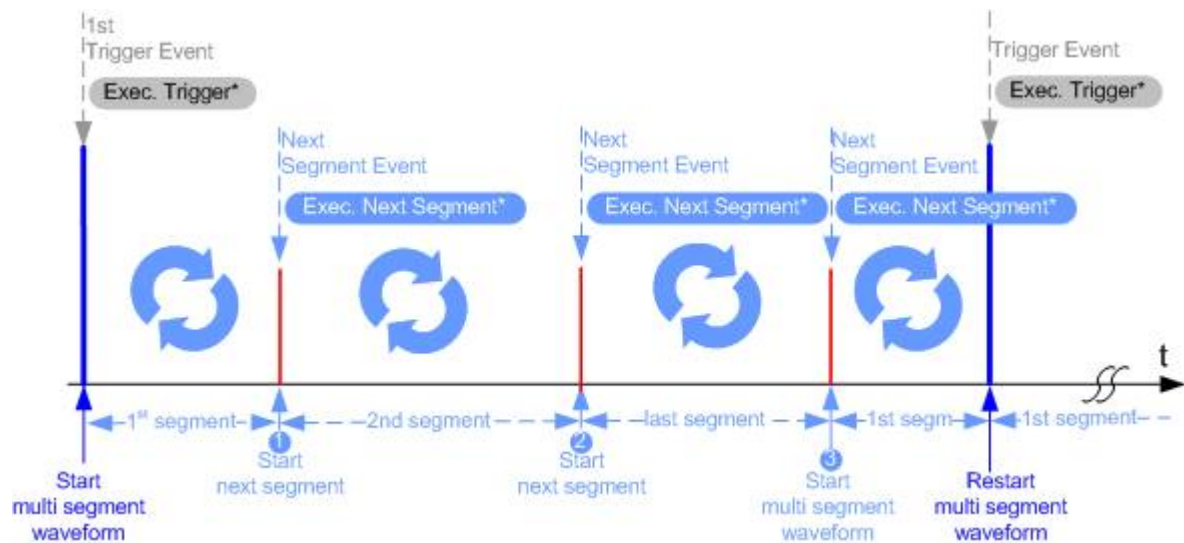 1st
Trigger Event
Exec. Trigger*
Trigger Event
Exec. Trigger*
Next
Segment Event
Exec. Next Segment*
Next
Segment Event
Exec. Next Segment*
Next
Segment Event
Exec. Next Segment*
t
1st segment
2nd segment
last segment
1st segm
1st segment
1
2
3
Start
multi segment
waveform
Start
next segment
Start
next segment
Start
multi segment
waveform
Restart
multi segment
waveform